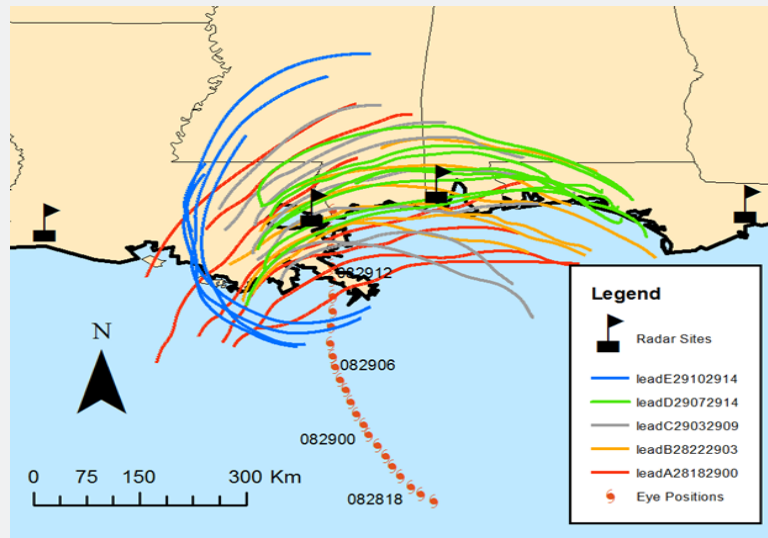 082912
N
082906
082900
0 75 150 300 Km
082818
Legend
Radar Sites
leadE29102914
leadD29072914
leadC29032909
leadB28222903
leadA28182900
Eye Positions